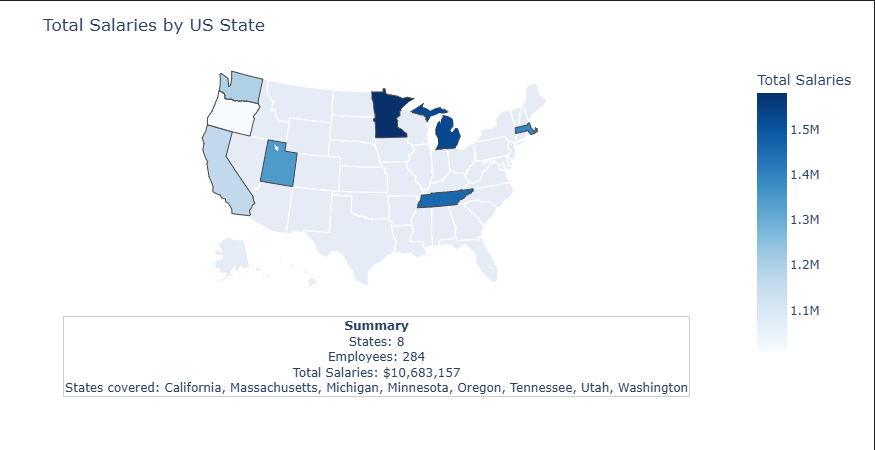 Total Salaries by US State
Total Salaries
1.5M
1.4M
1.3M
1.2M
1.1M
Summary
States: 8
Employees: 284
Total Salaries: $10,683,157
States covered: California, Massachusetts, Michigan, Minnesota, Oregon, Tennessee, Utah, Washington